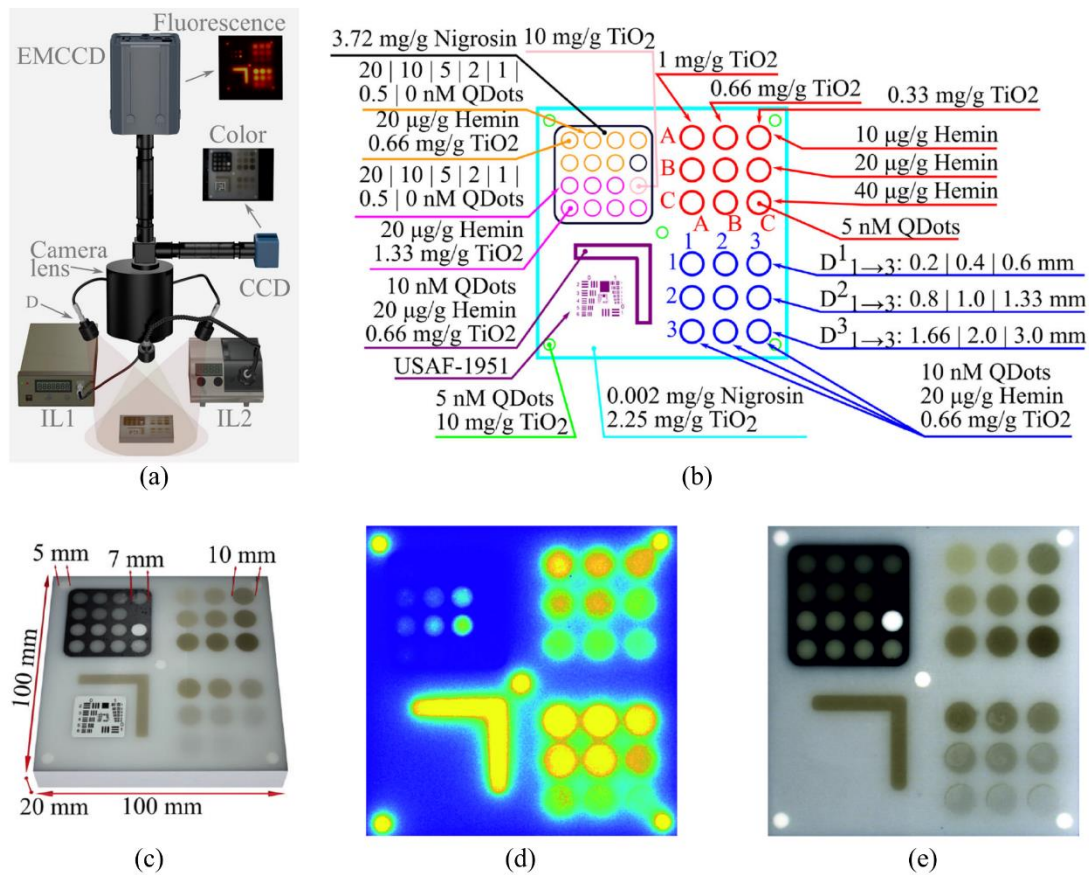 Fluorescence
EMCCD
Color
Camera
lens
CCD
D
IL1
IL2
(a)
3.72 mg/g Nigrosin
10 mg/g TiO2
20 | 10 | 5 | 2 | 1 |
0.5 | 0 nM QDots
20 µg/g Hemin
0.66 mg/g TiO2
20 | 10 | 5 | 2 | 1 |
0.5 | 0 nM QDots
20 µg/g Hemin
1.33 mg/g TiO2
10 nM QDots
20 µg/g Hemin
0.66 mg/g TiO2
USAF-1951
5 nM QDots
10 mg/g TiO2
0.002 mg/g Nigrosin
2.25 mg/g TiO2
1 mg/g TiO2
0.66 mg/g TiO2
0.33 mg/g TiO2
A
B
C
A B C
10 µg/g Hemin
20 µg/g Hemin
40 µg/g Hemin
5 nM QDots
1 2 3
1
2
3
D1 1→3: 0.2 | 0.4 | 0.6 mm
D2 1→3: 0.8 | 1.0 | 1.33 mm
D3 1→3: 1.66 | 2.0 | 3.0 mm
10 nM QDots
20 µg/g Hemin
0.66 mg/g TiO2
(b)
5 mm
7 mm
10 mm
100 mm
20 mm
100 mm
(c)
(d)
(e)